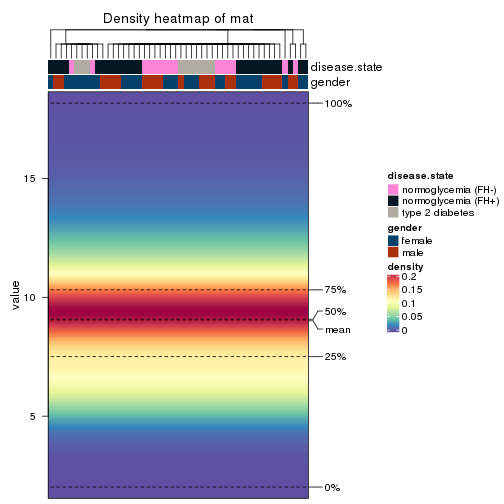 Density heatmap of mat
disease.state
gender
100%
15
75%
10
50%
mean
25%
5
0%
value
disease.state
normoglycemia (FH-)
normoglycemia (FH+)
type 2 diabetes
gender
female
male
density
0.2
0.15
0.1
0.05
0